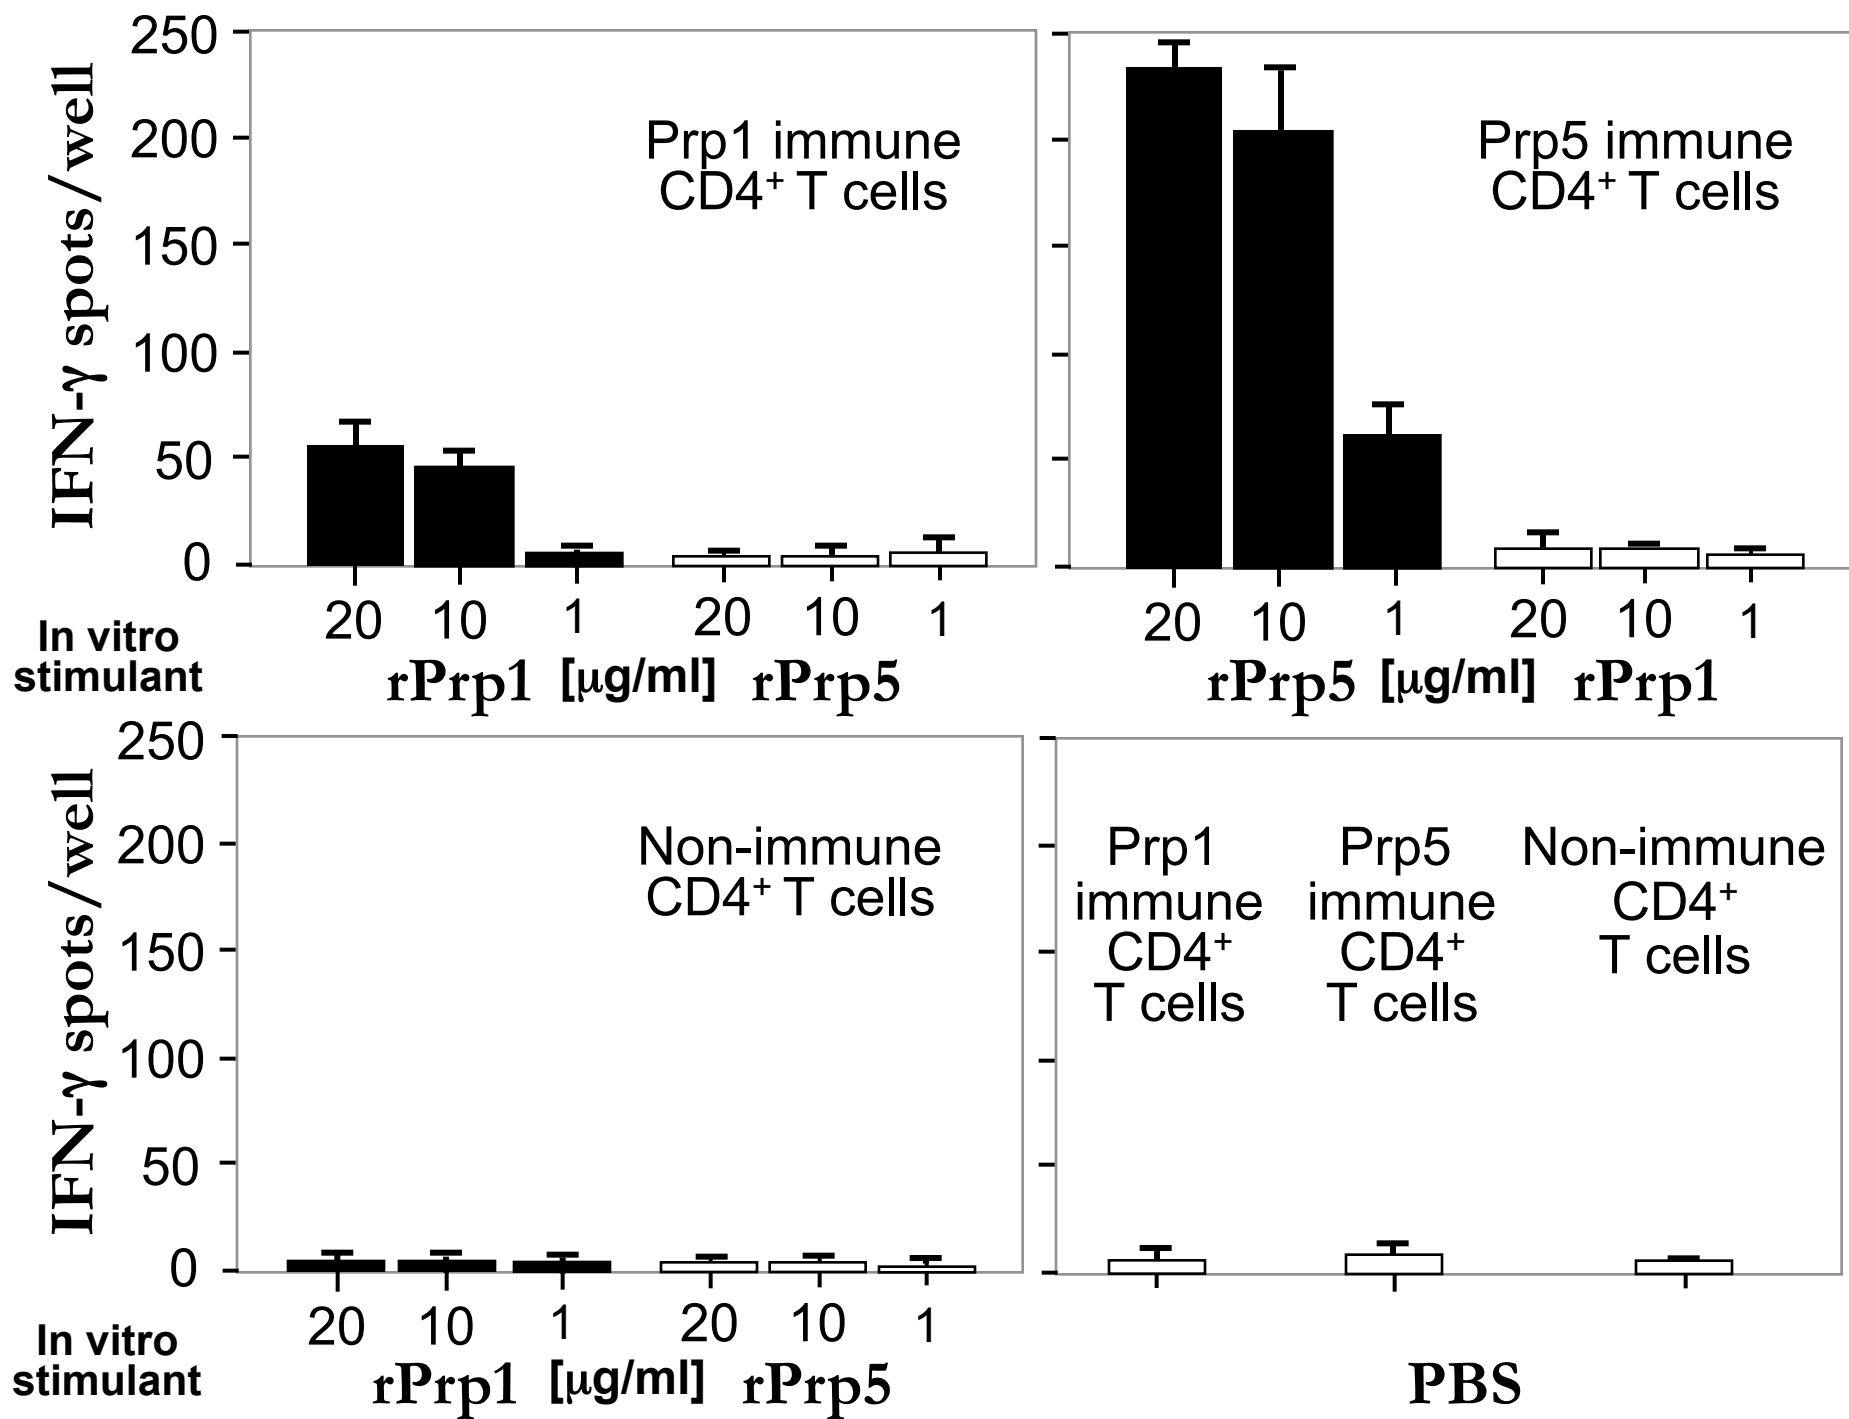 250
200
150
100
50
0
IFN-γ spots/well
Prp1 immune
CD4⁺ T cells
20 10 1 20 10 1
In vitro
stimulant
rPrp1 [μg/ml] rPrp5
Prp5 immune
CD4⁺ T cells
20 10 1 20 10 1
rPrp5 [μg/ml] rPrp1
250
200
150
100
50
0
IFN-γ spots/well
Non-immune
CD4⁺ T cells
20 10 1 20 10 1
In vitro
stimulant
rPrp1 [μg/ml] rPrp5
Prp1
immune
CD4⁺
T cells
Prp5
immune
CD4⁺
T cells
Non-immune
CD4⁺
T cells
PBS